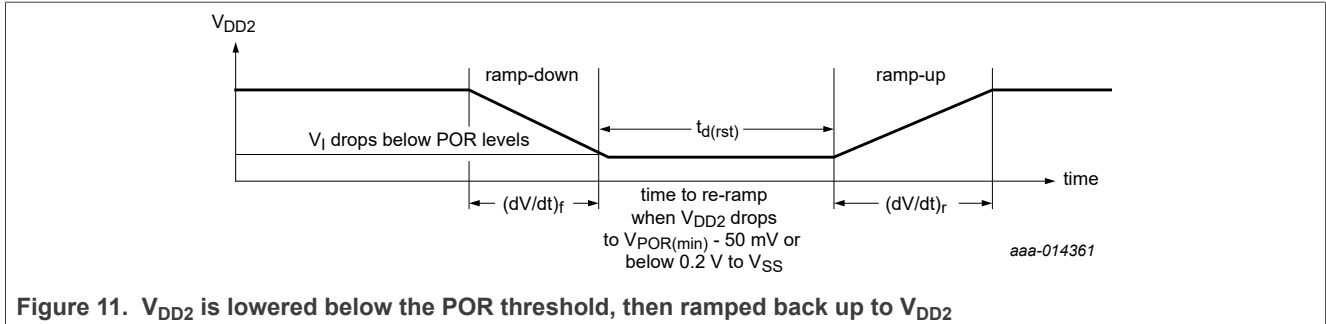 VDD2
ramp-down
ramp-up
td(rst)
VI drops below POR levels
time
(dV/dt)f
time to re-ramp
when VDD2 drops
to VPOR(min) - 50 mV or
below 0.2 V to VSS
(dV/dt)r
aaa-014361
Figure 11. VDD2 is lowered below the POR threshold, then ramped back up to VDD2